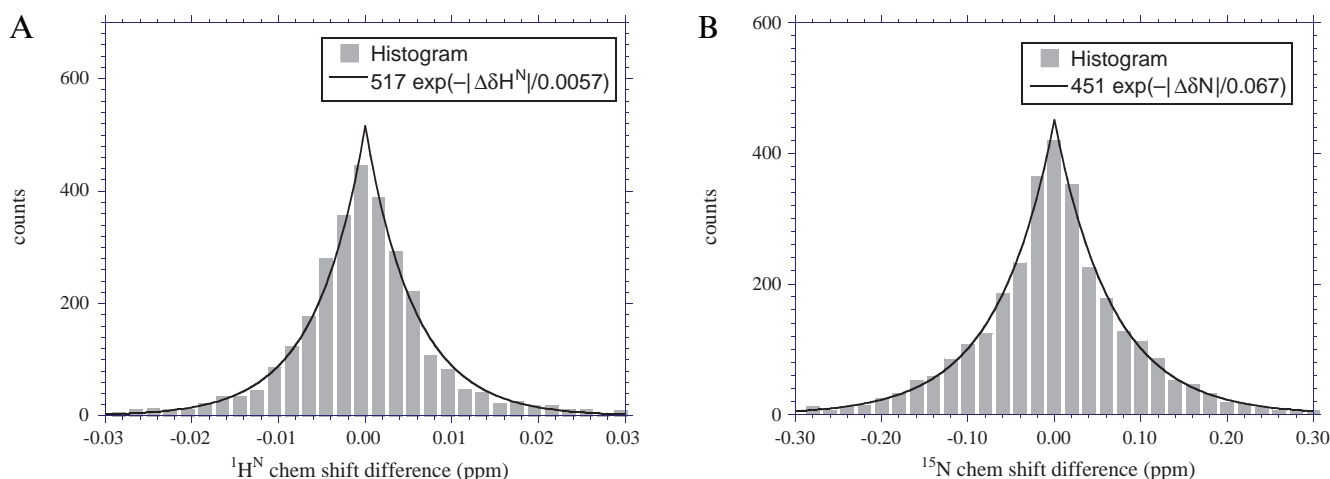 A
Histogram
517 exp(–|ΔδHᴺ|/0.0057)
600
400
200
0
counts
-0.03 -0.02 -0.01 0.00 0.01 0.02 0.03
¹Hᴺ chem shift difference (ppm)
B
Histogram
451 exp(–|ΔδN|/0.067)
600
400
200
0
counts
-0.30 -0.20 -0.10 0.00 0.10 0.20 0.30
¹⁵N chem shift difference (ppm)